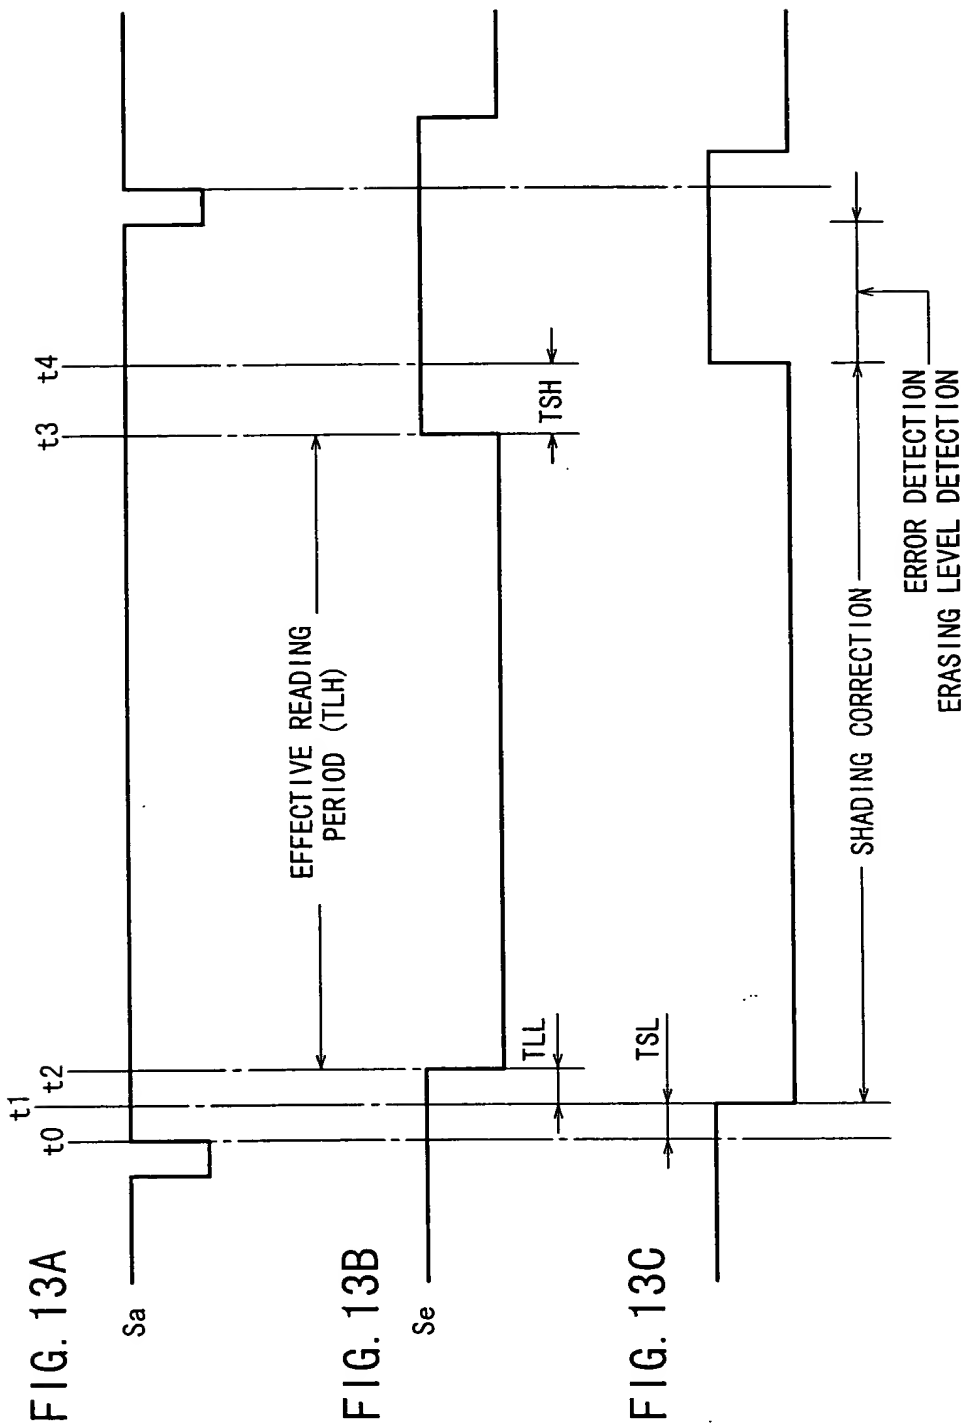 FIG. 13A
Sa
t0
t1
t2
t3
t4
EFFECTIVE READING
PERIOD (TLH)
FIG. 13B
Se
TLL
TSH
FIG. 13C
TSL
SHADING CORRECTION
ERROR DETECTION
ERASING LEVEL DETECTION